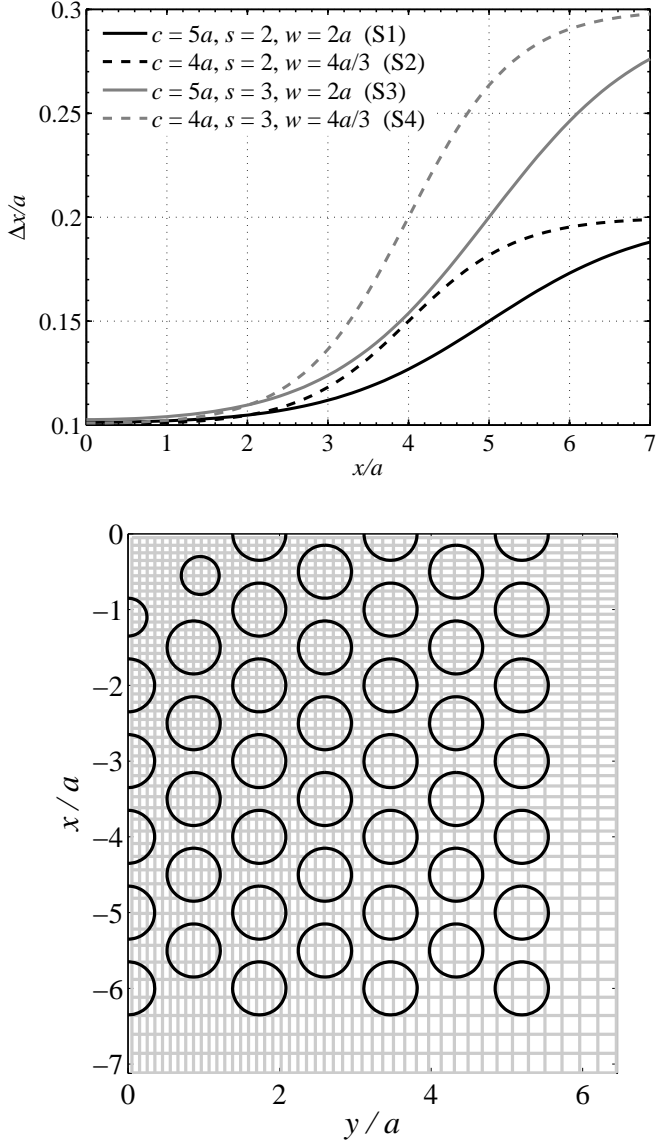 0.3
c = 5a, s = 2, w = 2a (S1)
c = 4a, s = 2, w = 4a/3 (S2)
c = 5a, s = 3, w = 2a (S3)
c = 4a, s = 3, w = 4a/3 (S4)
0.25
Δx/a
0.2
0.15
0.1
0 1 2 3 4 5 6 7
x/a
0
−1
−2
−3
x / a
−4
−5
−6
−7
0 2 4 6
y / a